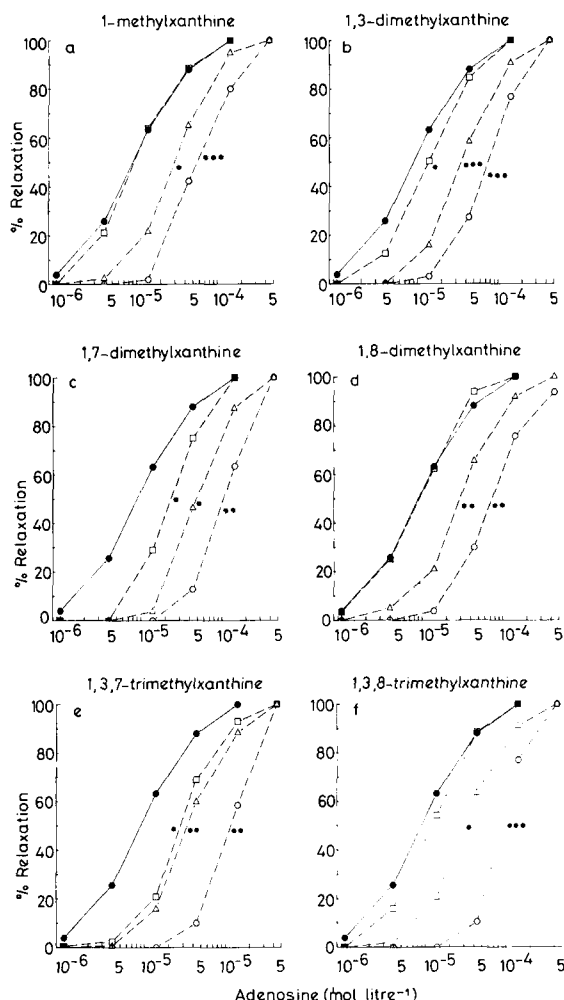 1-methylxanthine
1,3-dimethylxanthine
a
b
% Relaxation
100
80
60
40
20
0
100
80
60
40
20
0
10⁻⁶ 5 10⁻⁵ 5 10⁻⁴ 5
10⁻⁶ 5 10⁻⁵ 5 10⁻⁴ 5
1,7-dimethylxanthine
1,8-dimethylxanthine
c
d
% Relaxation
100
80
60
40
20
0
100
80
60
40
20
0
10⁻⁶ 5 10⁻⁵ 5 10⁻⁴ 5
10⁻⁶ 5 10⁻⁵ 5 10⁻⁴ 5
1,3,7-trimethylxanthine
1,3,8-trimethylxanthine
e
f
% Relaxation
100
80
60
40
20
0
100
80
60
40
20
0
10⁻⁶ 5 10⁻⁵ 5 10⁻⁵ 5
10⁻⁶ 5 10⁻⁵ 5 10⁻⁴ 5
Adenosine (mol litre⁻¹)